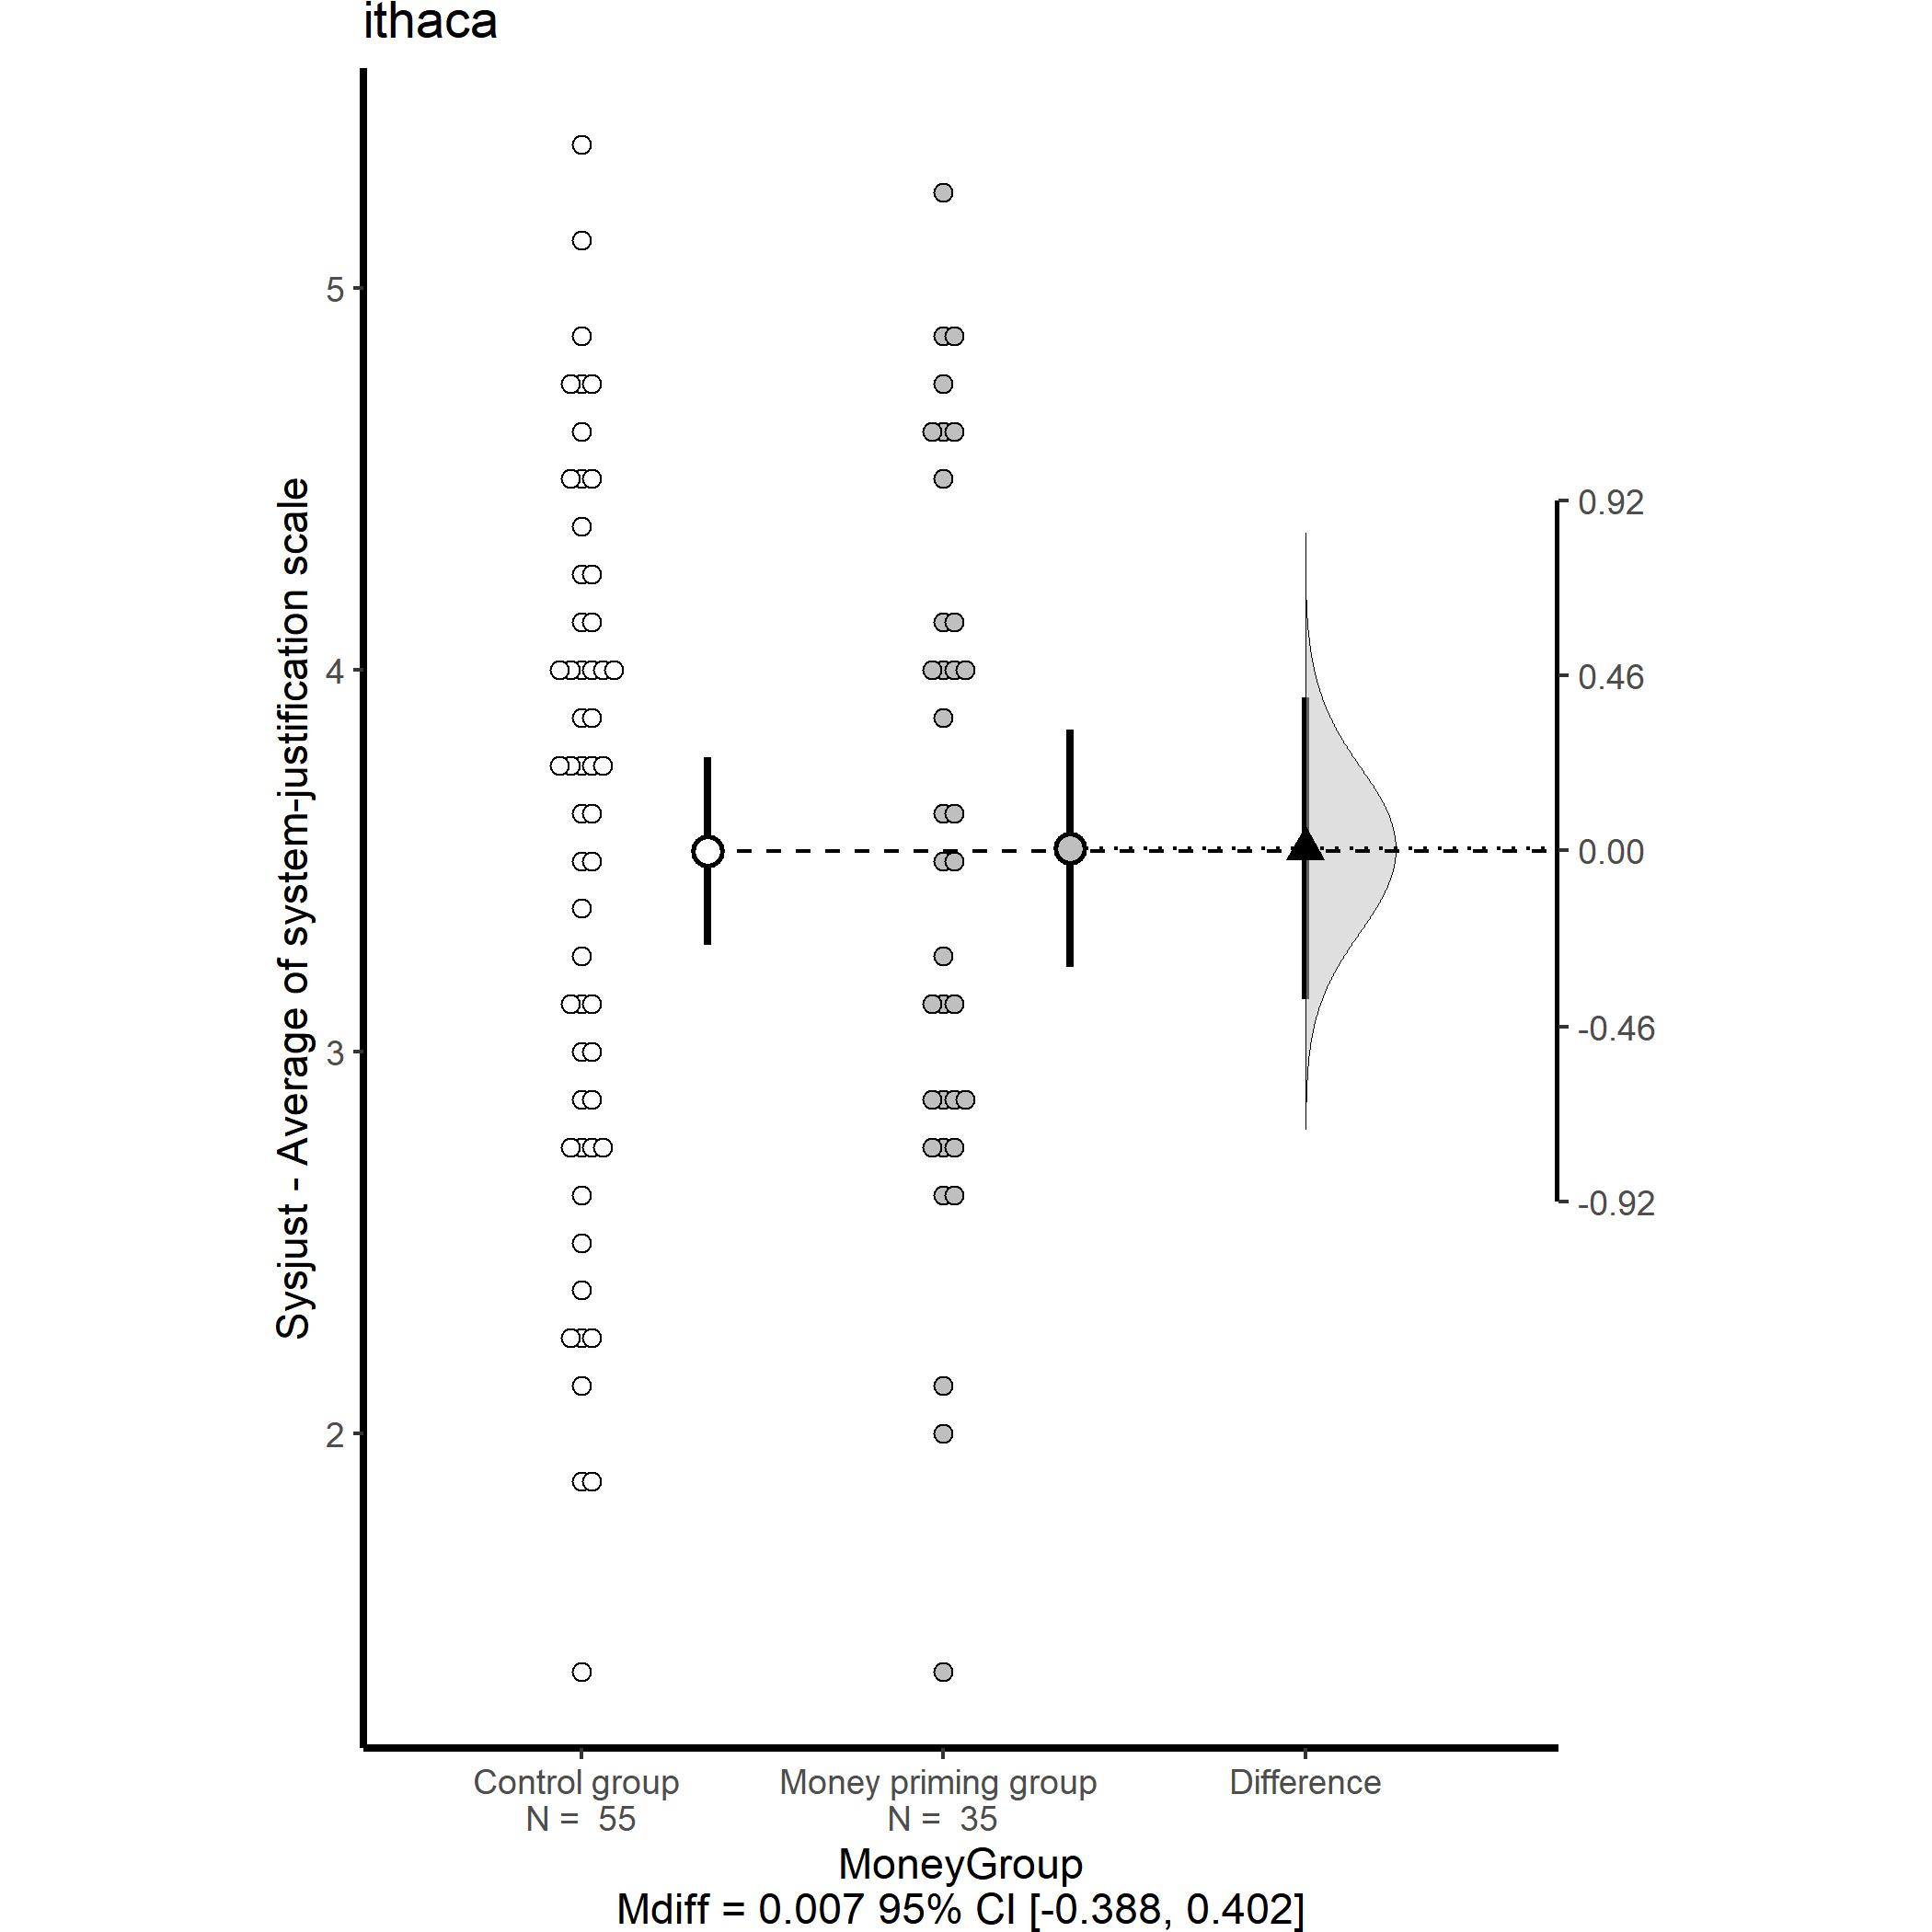 ithaca
Sysjust - Average of system-justification scale
5
4
3
2
0.92
0.46
0.00
-0.46
-0.92
Control group
N =  55
Money priming group
N =  35
Difference
MoneyGroup
Mdiff = 0.007 95% CI [-0.388, 0.402]